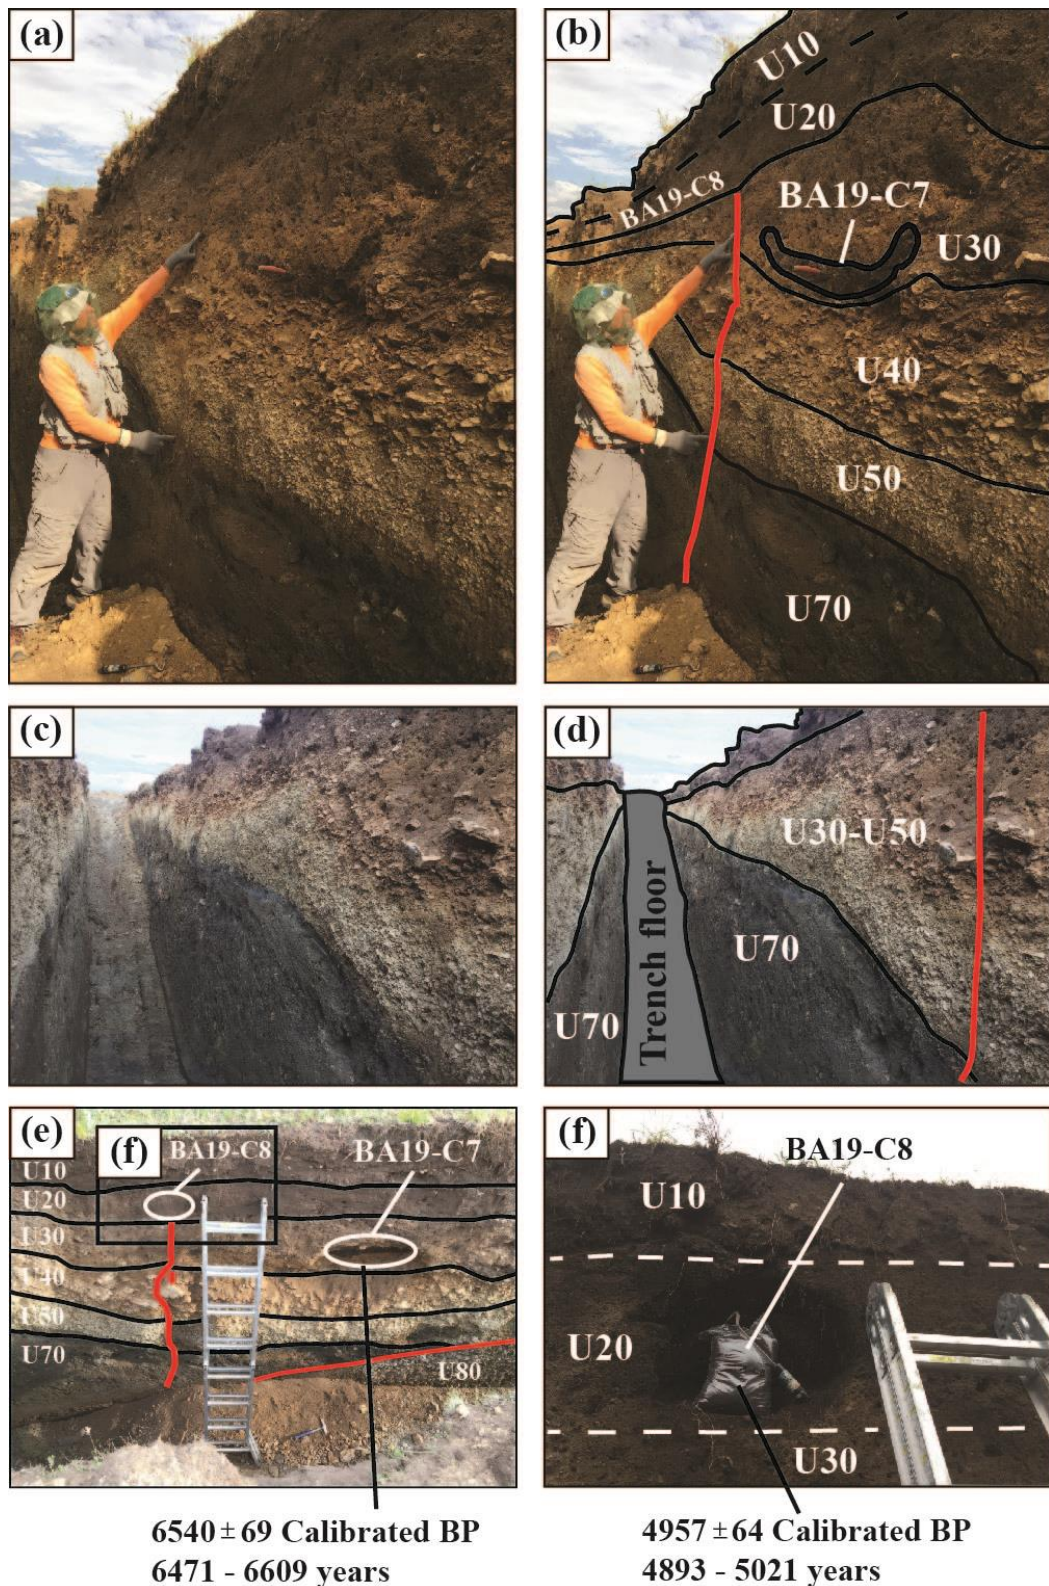 (a)
(b)
U10
U20
BA19-C8
BA19-C7
U30
U40
U50
U70
(c)
(d)
U30-U50
U70
U70
Trench floor
(e)
(f)
BA19-C8
BA19-C7
U10
U20
U30
U40
U50
U70
U80
(f)
BA19-C8
U10
U20
U30
6540 ± 69 Calibrated BP
6471 - 6609 years
4957 ± 64 Calibrated BP
4893 - 5021 years